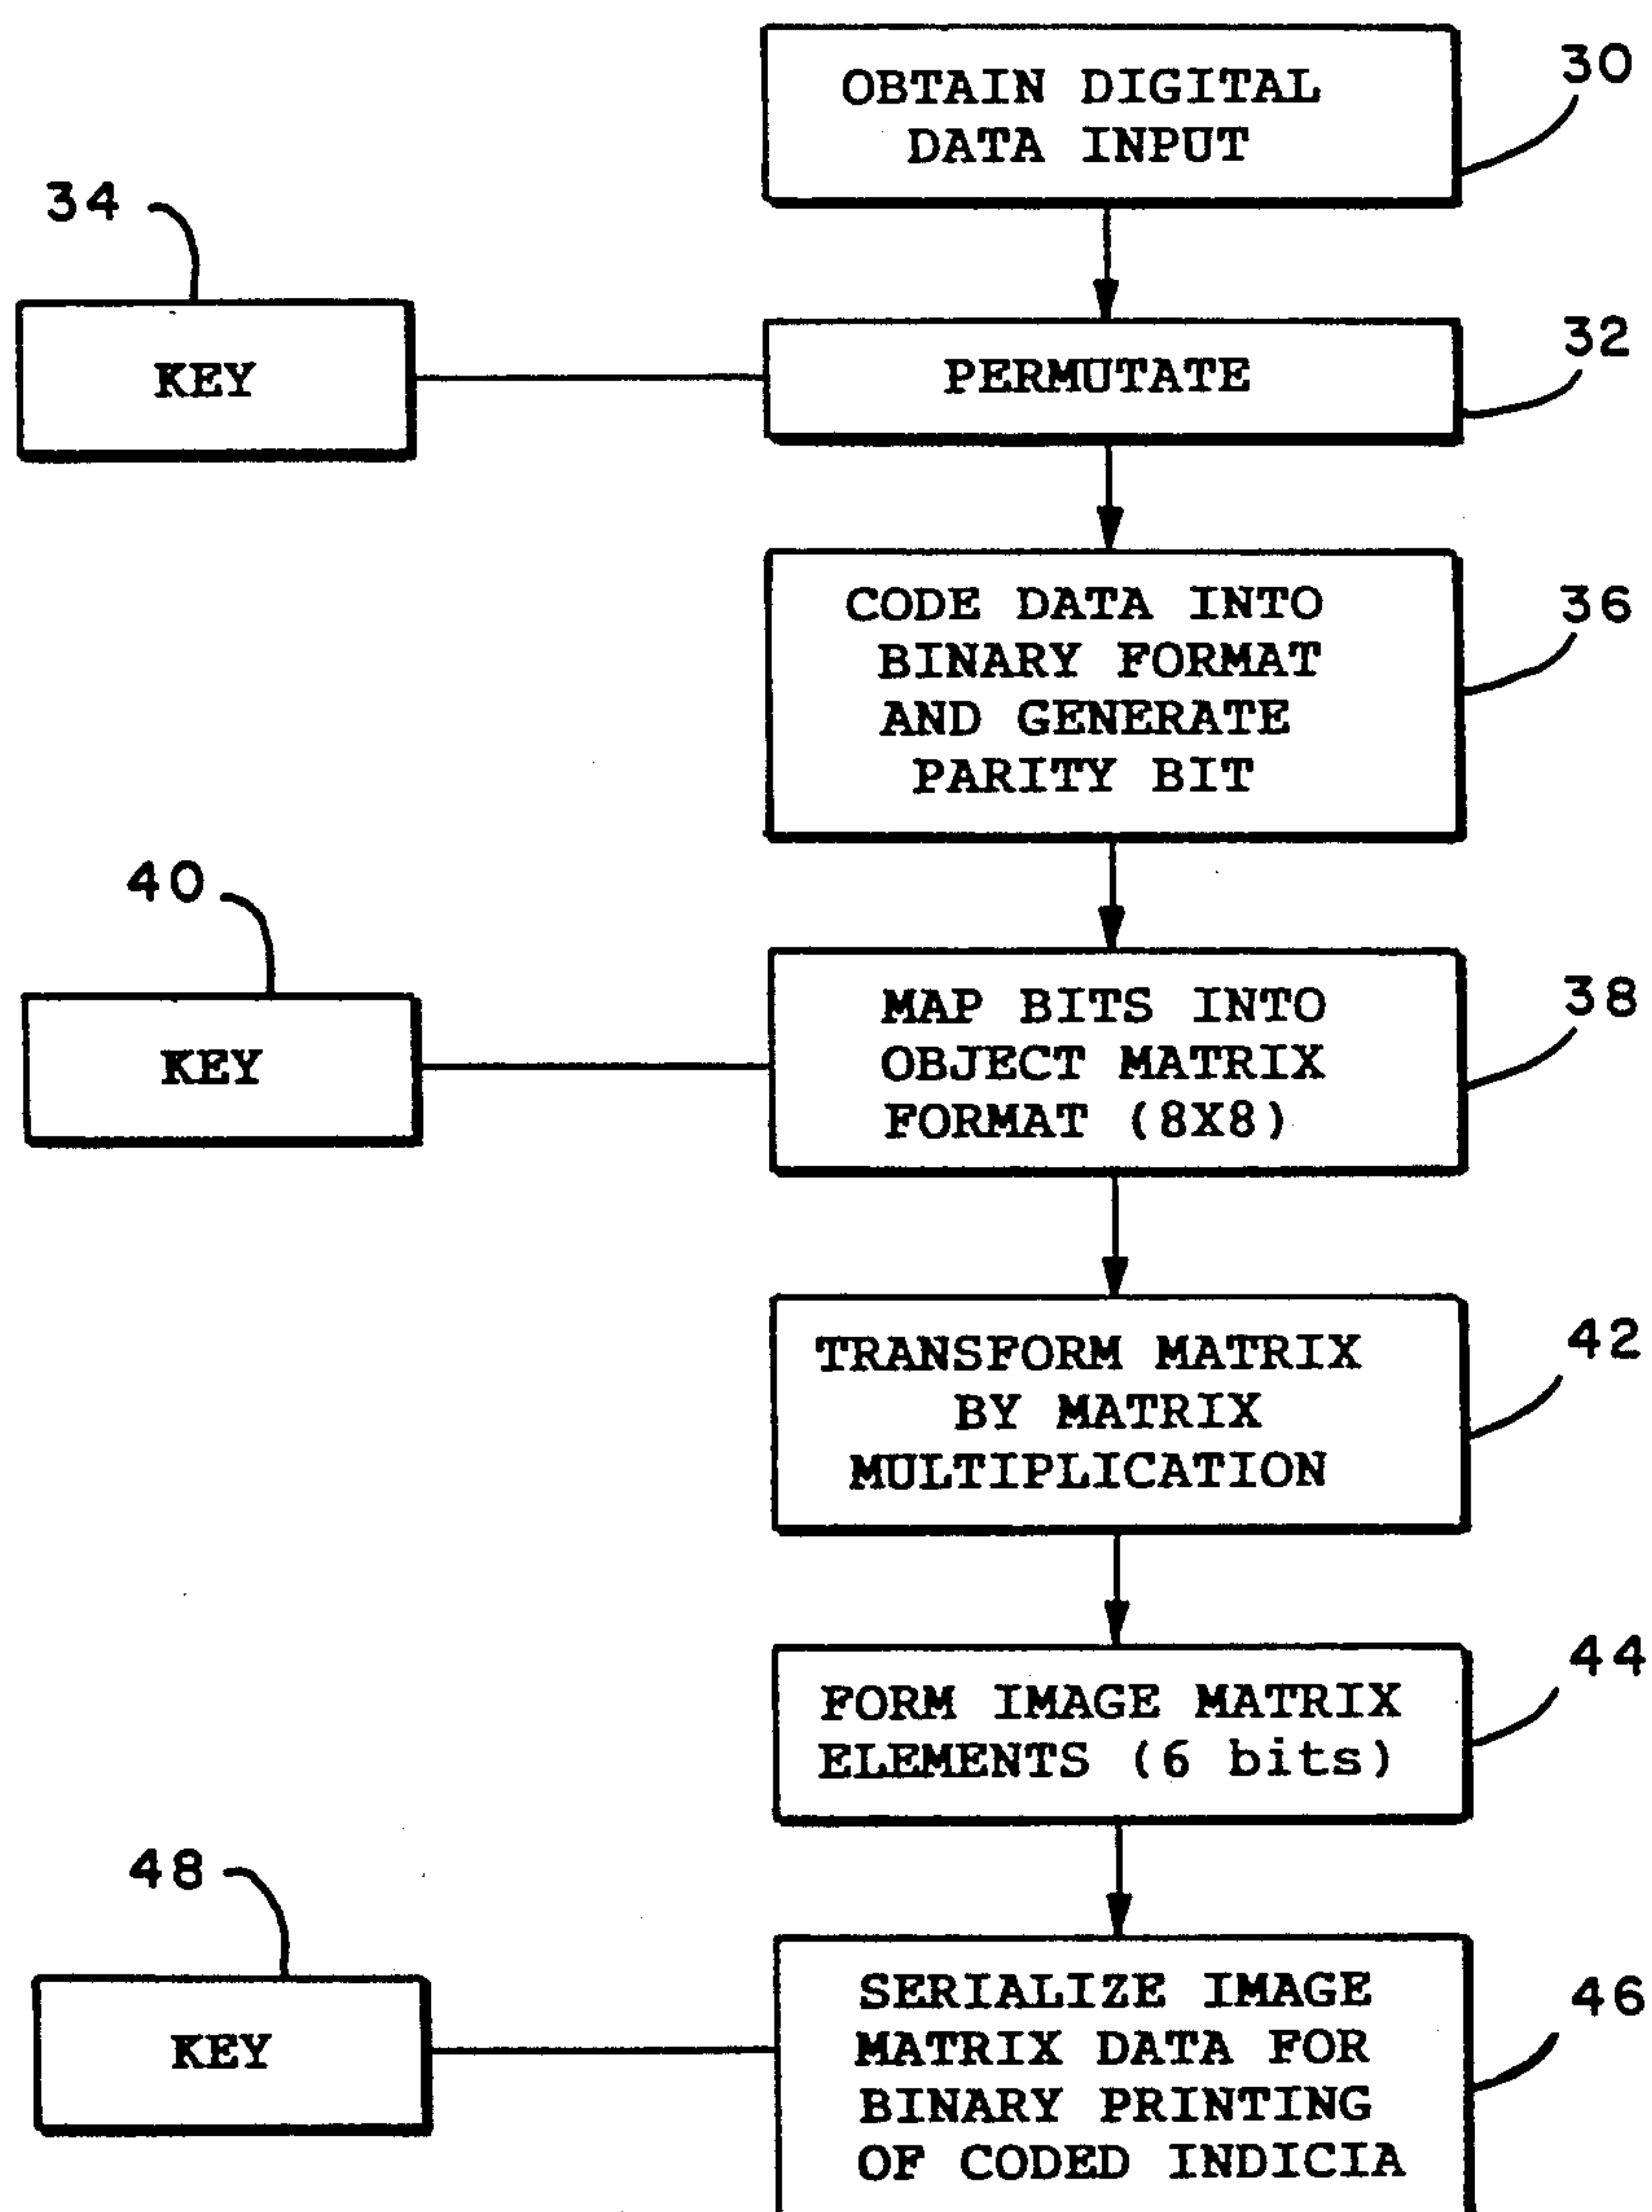 OBTAIN DIGITAL
DATA INPUT
30
34
KEY
PERMUTATE
32
CODE DATA INTO
BINARY FORMAT
AND GENERATE
PARITY BIT
36
40
KEY
MAP BITS INTO
OBJECT MATRIX
FORMAT (8X8)
38
TRANSFORM MATRIX
BY MATRIX
MULTIPLICATION
42
FORM IMAGE MATRIX
ELEMENTS (6 bits)
44
48
KEY
SERIALIZE IMAGE
MATRIX DATA FOR
BINARY PRINTING
OF CODED INDICIA
46